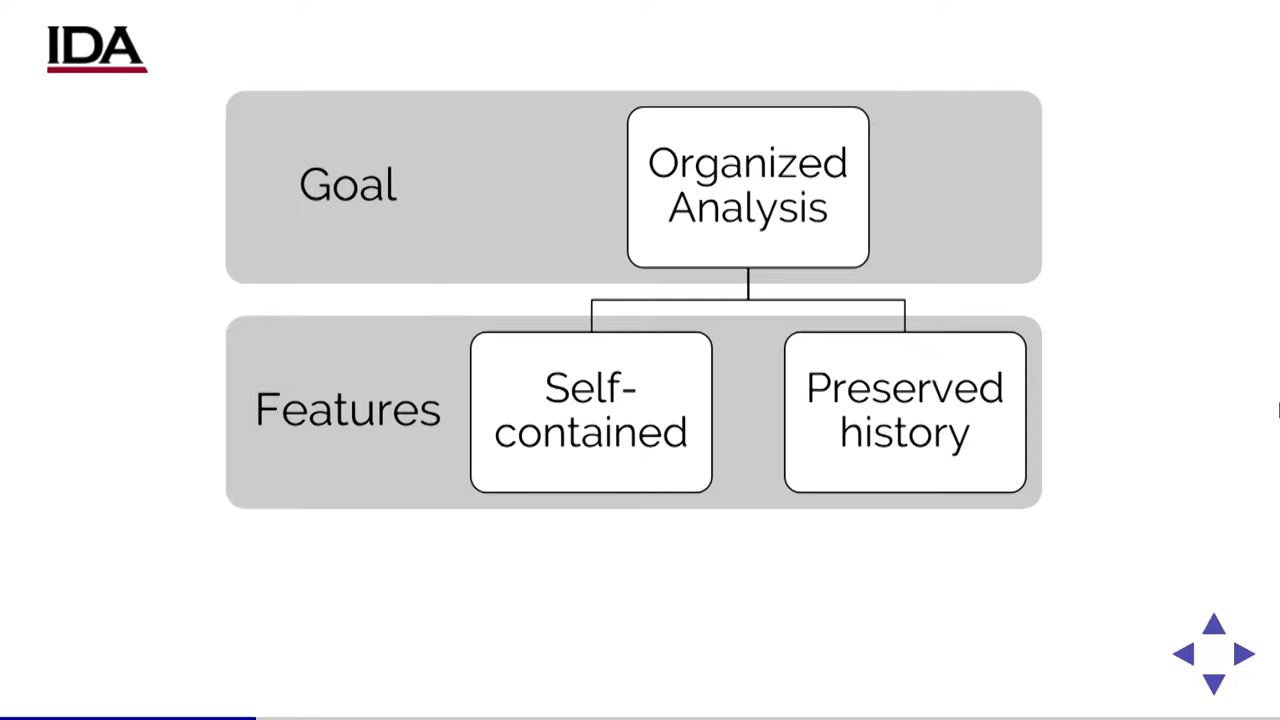 IDA
Goal
Organized
Analysis
Features
Self-
contained
Preserved
history